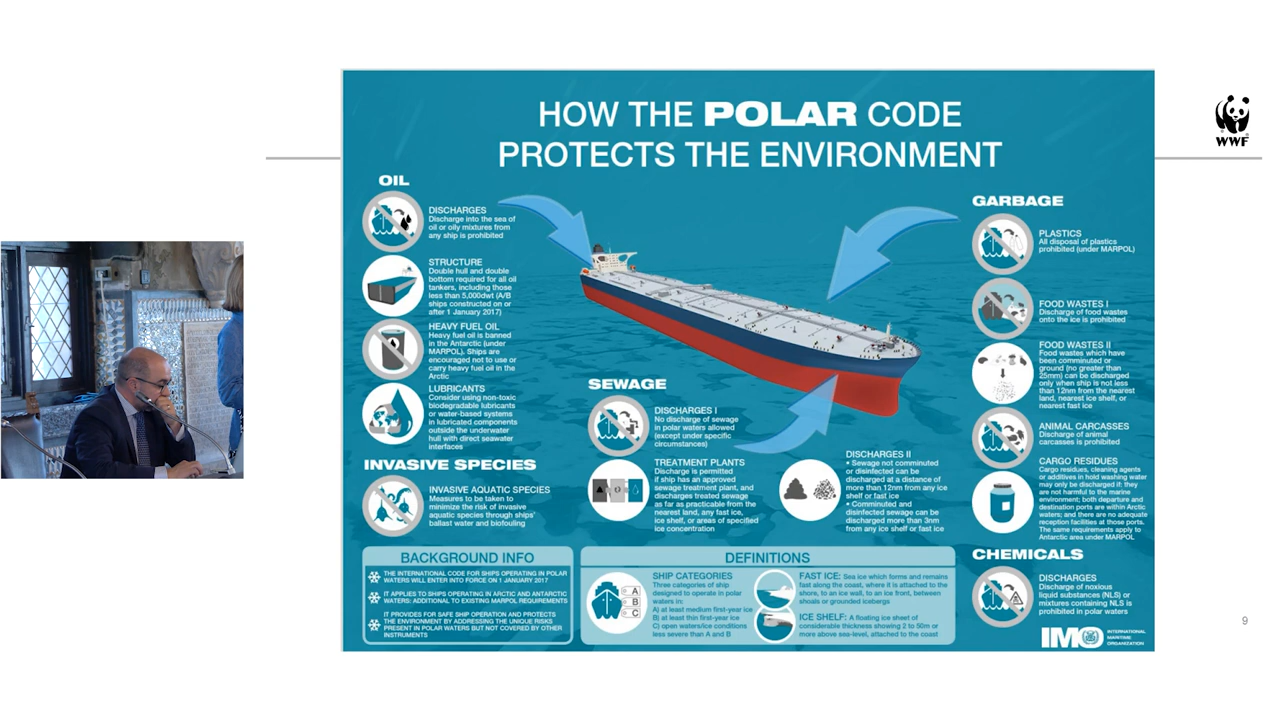 HOW THE POLAR CODE
PROTECTS THE ENVIRONMENT
WWF
OIL
DISCHARGES
Discharge into the sea of
oil or oily mixtures from
any ship is prohibited
STRUCTURE
Double hull and double
bottom required for all oil
tankers, including those
less than 5,000dwt (A/B
ships constructed on or
after 1 January 2017)
HEAVY FUEL OIL
Heavy fuel oil is banned
in the Antarctic (under
MARPOL). Ships are
encouraged not to use or
carry heavy fuel oil in the
Arctic
LUBRICANTS
Consider using non-toxic
biodegradable lubricants
or water-based systems
in lubricated components
outside the underwater
hull with direct seawater
interfaces
INVASIVE SPECIES
INVASIVE AQUATIC SPECIES
Measures to be taken to
minimize the risk of invasive
aquatic species through ships'
ballast water and biofouling
SEWAGE
DISCHARGES I
No discharge of sewage
in polar waters allowed
(except under specific
circumstances)
TREATMENT PLANTS
Discharge is permitted
if ship has an approved
sewage treatment plant, and
discharges treated sewage
as far as practicable from the
nearest land, any fast ice,
ice shelf, or areas of specified
ice concentration
DISCHARGES II
• Sewage not comminuted
or disinfected can be
discharged at a distance of
more than 12nm from any ice
shelf or fast ice
• Comminuted and
disinfected sewage can be
discharged more than 3nm
from any ice shelf or fast ice
GARBAGE
PLASTICS
All disposal of plastics
prohibited (under MARPOL)
FOOD WASTES I
Discharge of food wastes
onto the ice is prohibited
FOOD WASTES II
Food wastes which have
been comminuted or
ground (no greater than
25mm) can be discharged
only when ship is not less
than 12nm from the nearest
land, nearest ice shelf, or
nearest fast ice
ANIMAL CARCASSES
Discharge of animal
carcasses is prohibited
CARGO RESIDUES
Cargo residues, cleaning agents
or additives in hold washing water
may only be discharged if: they
are not harmful to the marine
environment; both departure and
destination ports are within Arctic
waters; and there are no adequate
reception facilities at those ports.
The same requirements apply to
Antarctic area under MARPOL
CHEMICALS
DISCHARGES
Discharge of noxious
liquid substances (NLS) or
mixtures containing NLS is
prohibited in polar waters
BACKGROUND INFO
THE INTERNATIONAL CODE FOR SHIPS OPERATING IN POLAR
WATERS WILL ENTER INTO FORCE ON 1 JANUARY 2017
IT APPLIES TO SHIPS OPERATING IN ARCTIC AND ANTARCTIC
WATERS: ADDITIONAL TO EXISTING MARPOL REQUIREMENTS
IT PROVIDES FOR SAFE SHIP OPERATION AND PROTECTS
THE ENVIRONMENT BY ADDRESSING THE UNIQUE RISKS
PRESENT IN POLAR WATERS BUT NOT COVERED BY OTHER
INSTRUMENTS
DEFINITIONS
A
B
C
SHIP CATEGORIES
Three categories of ship
designed to operate in polar
waters in:
A) at least medium first-year ice
B) at least thin first-year ice
C) open waters/ice conditions
less severe than A and B
FAST ICE: Sea ice which forms and remains
fast along the coast, where it is attached to the
shore, to an ice wall, to an ice front, between
shoals or grounded icebergs
ICE SHELF: A floating ice sheet of
considerable thickness showing 2 to 50m or
more above sea-level, attached to the coast
IMO
INTERNATIONAL
MARITIME
ORGANIZATION
9